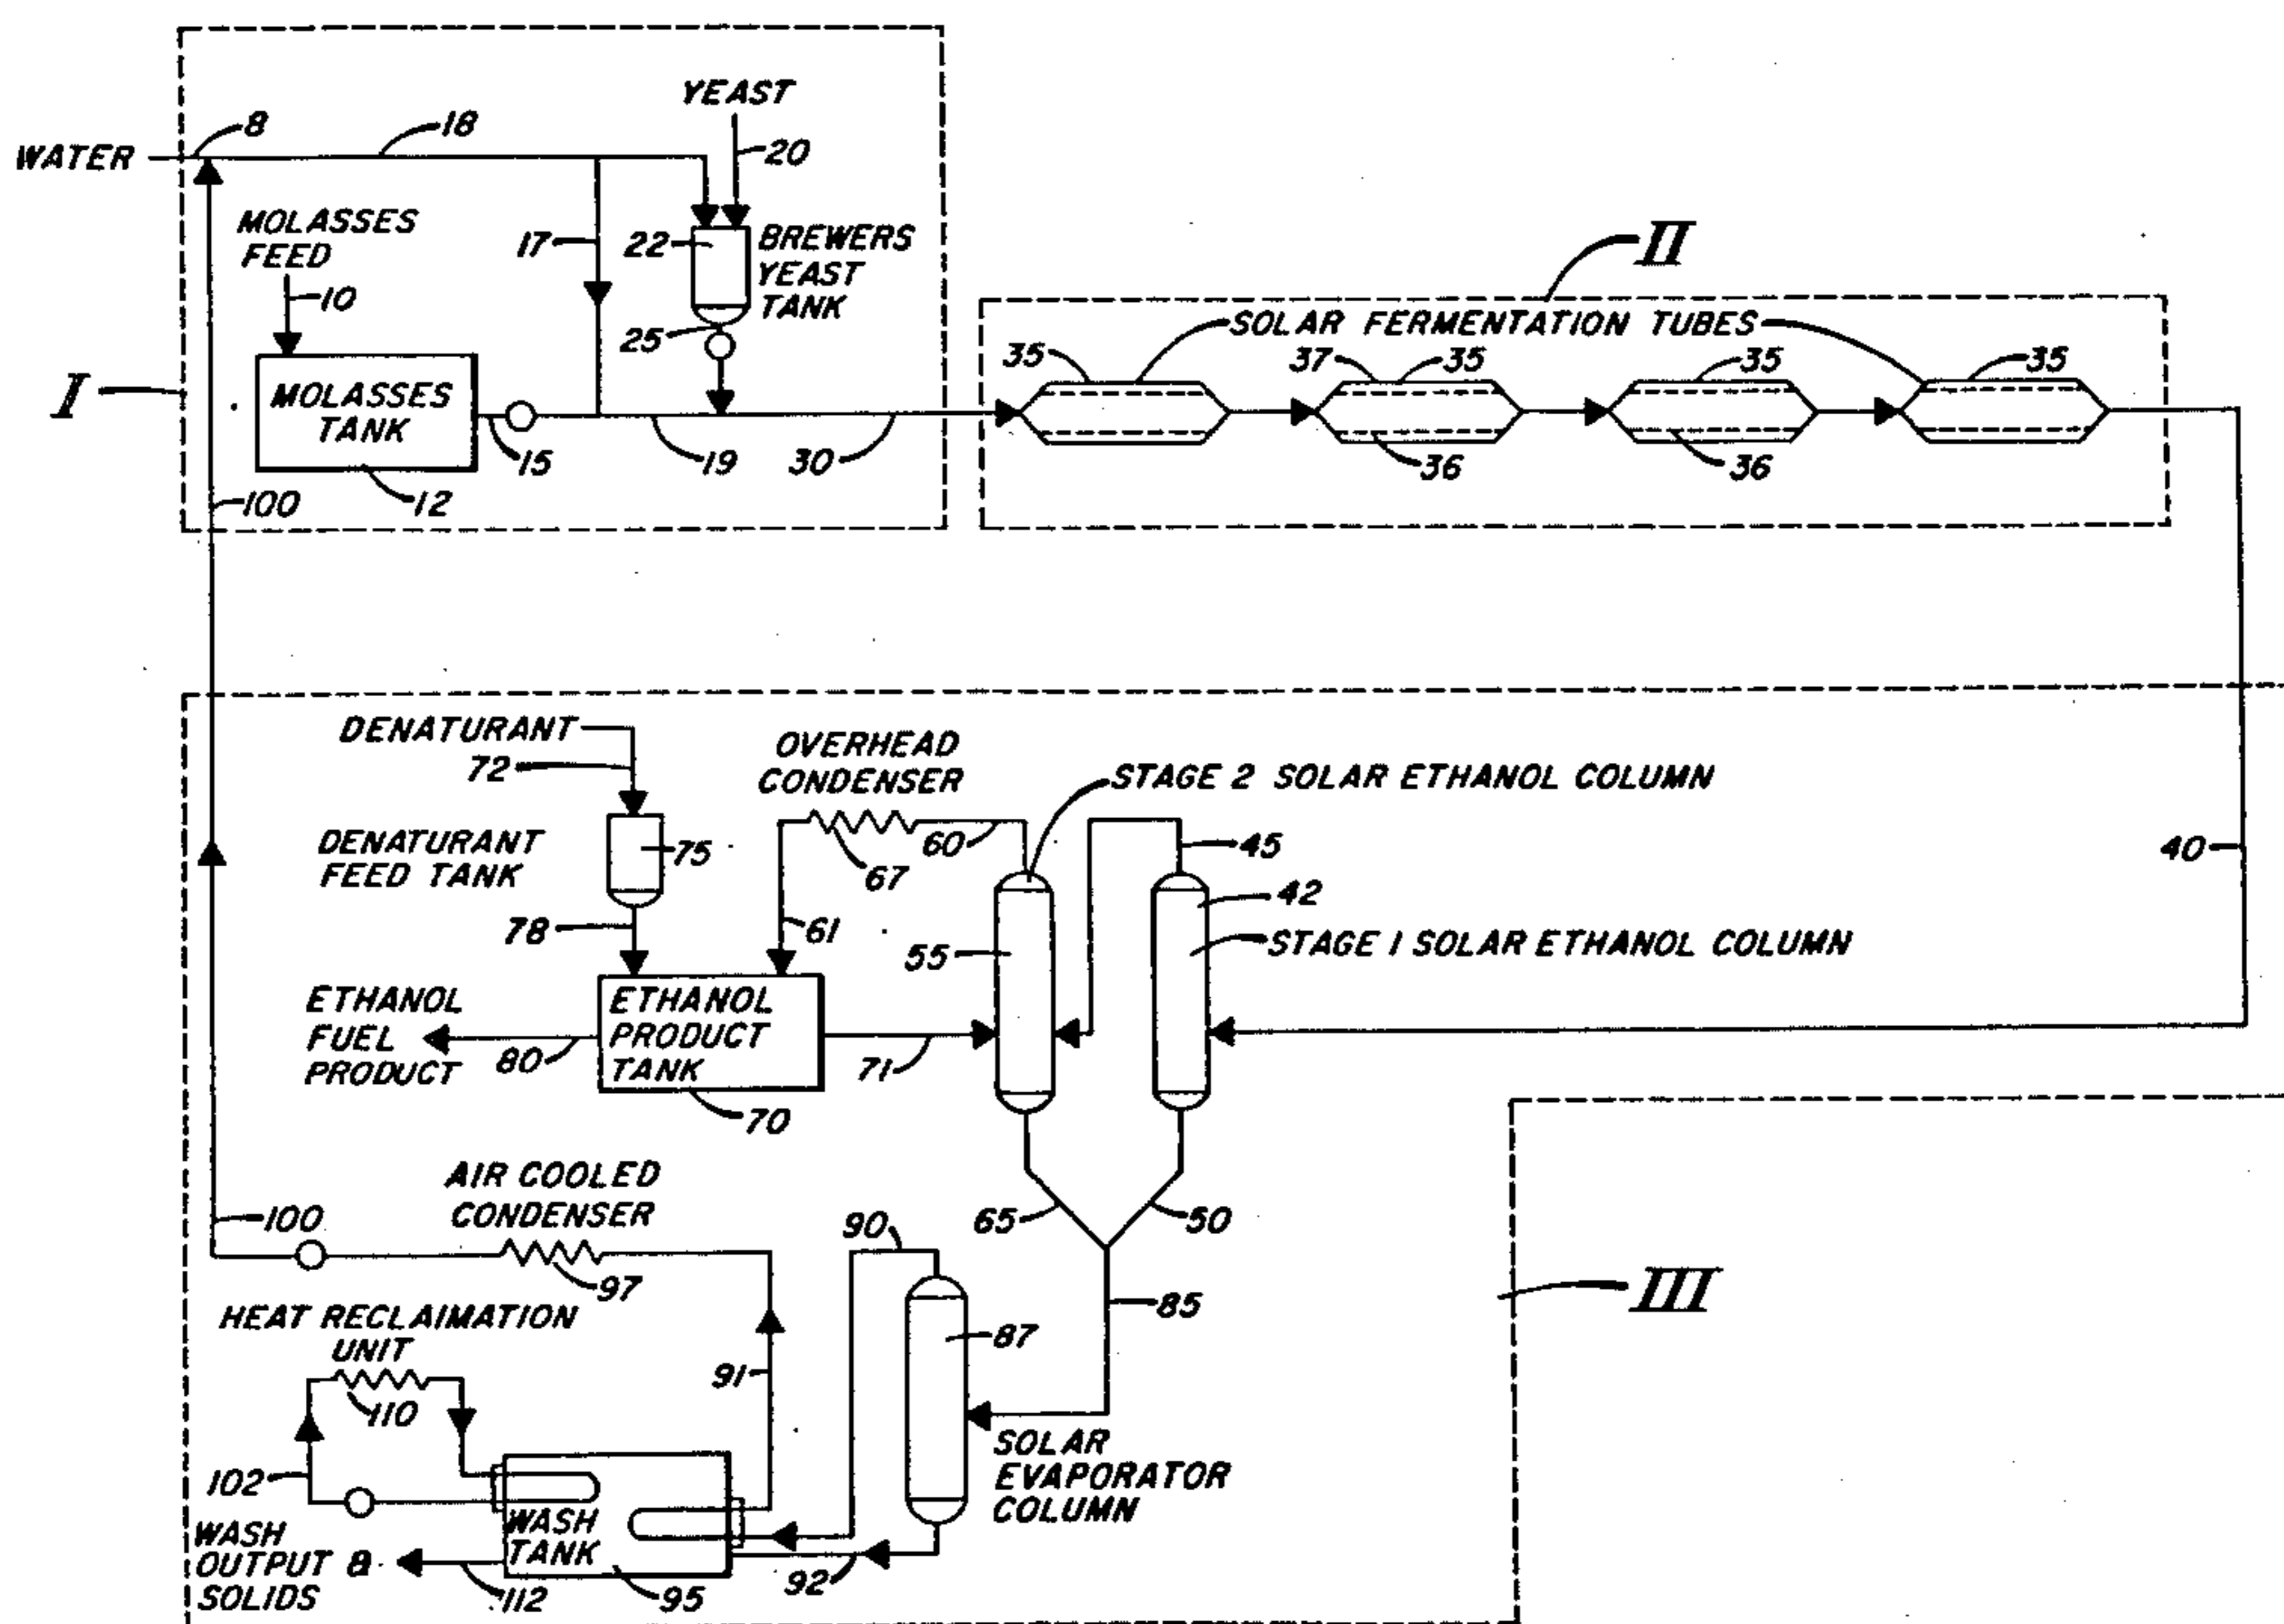 YEAST
8
18
WATER
20
MOLASSES
FEED
17
22
BREWERS
YEAST
TANK
10
25
I
MOLASSES
TANK
15
19
30
12
100
II
SOLAR FERMENTATION TUBES
35
37
35
35
35
36
36
DENATURANT
72
OVERHEAD
CONDENSER
STAGE 2 SOLAR ETHANOL COLUMN
DENATURANT
FEED TANK
75
67
60
45
42
40
78
61
55
STAGE 1 SOLAR ETHANOL COLUMN
ETHANOL
FUEL
PRODUCT
80
ETHANOL
PRODUCT
TANK
71
70
AIR COOLED
CONDENSER
100
97
65
50
90
85
III
HEAT RECLAIMATION
UNIT
110
91
87
102
SOLAR
EVAPORATOR
COLUMN
WASH
TANK
WASH
OUTPUT &
SOLIDS
112
95
92